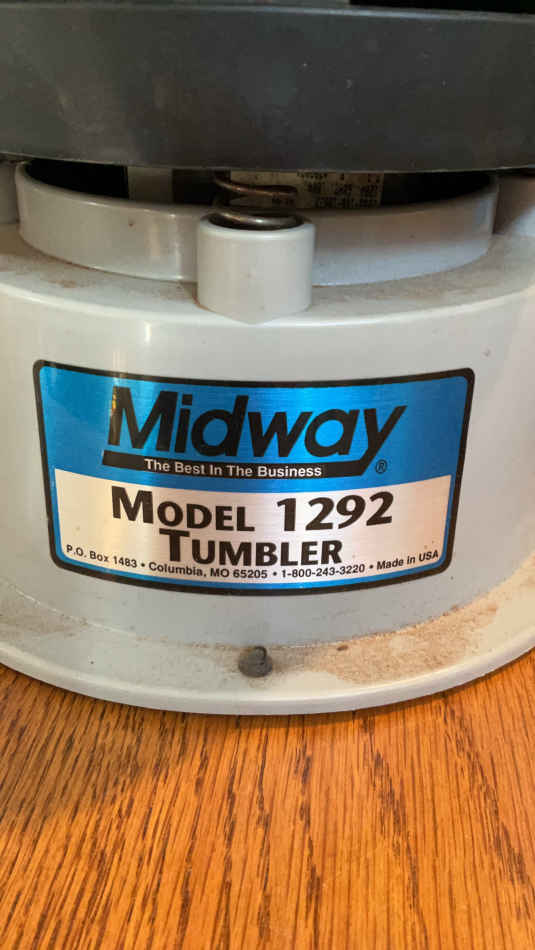 Midway
The Best In The Business ®
MODEL 1292
TUMBLER
P.O. Box 1483 • Columbia, MO 65205 • 1-800-243-3220 • Made in USA